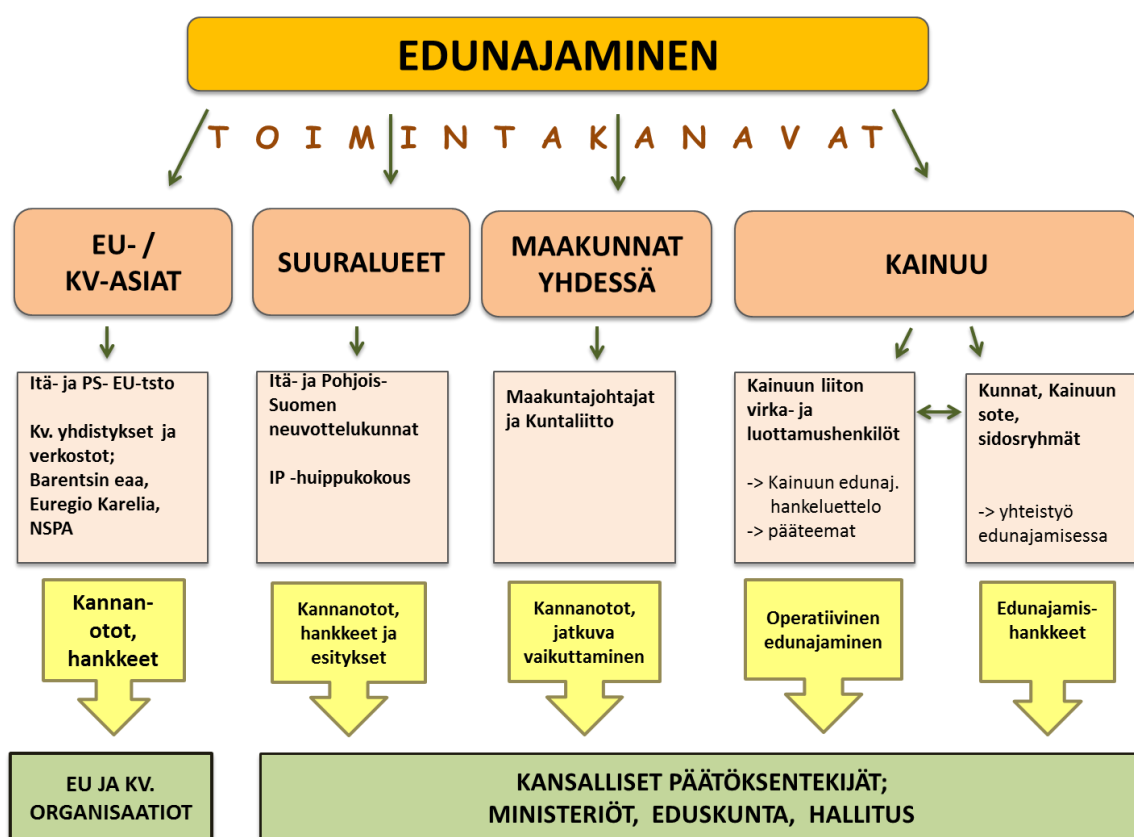 EDUNAJAMINEN
TOIMINTAKANAVAT
EU- /
KV-ASIAT
SUURALUEET
MAAKUNNAT
YHDESSÄ
KAINUU
Itä- ja PS- EU-tsto
Kv. yhdistykset ja
verkostot;
Barentsin eaa,
Euregio Karelia,
NSPA
Itä- ja Pohjois-
Suomen
neuvottelukunnat
IP -huippukokous
Maakuntajohtajat
ja Kuntaliitto
Kainuun liiton
virka- ja
luottamushenkilöt
-> Kainuun edunaj.
hankeluettelo
-> pääteemat
Kunnat, Kainuun
sote,
sidosryhmät
-> yhteistyö
edunajamisessa
Kannan-
otot,
hankkeet
Kannanotot,
hankkeet ja
esitykset
Kannanotot,
jatkuva
vaikuttaminen
Operatiivinen
edunajaminen
Edunajamis-
hankkeet
EU JA KV.
ORGANISAATIOT
KANSALLISET PÄÄTÖKSENTEKIJÄT;
MINISTERIÖT, EDUSKUNTA, HALLITUS